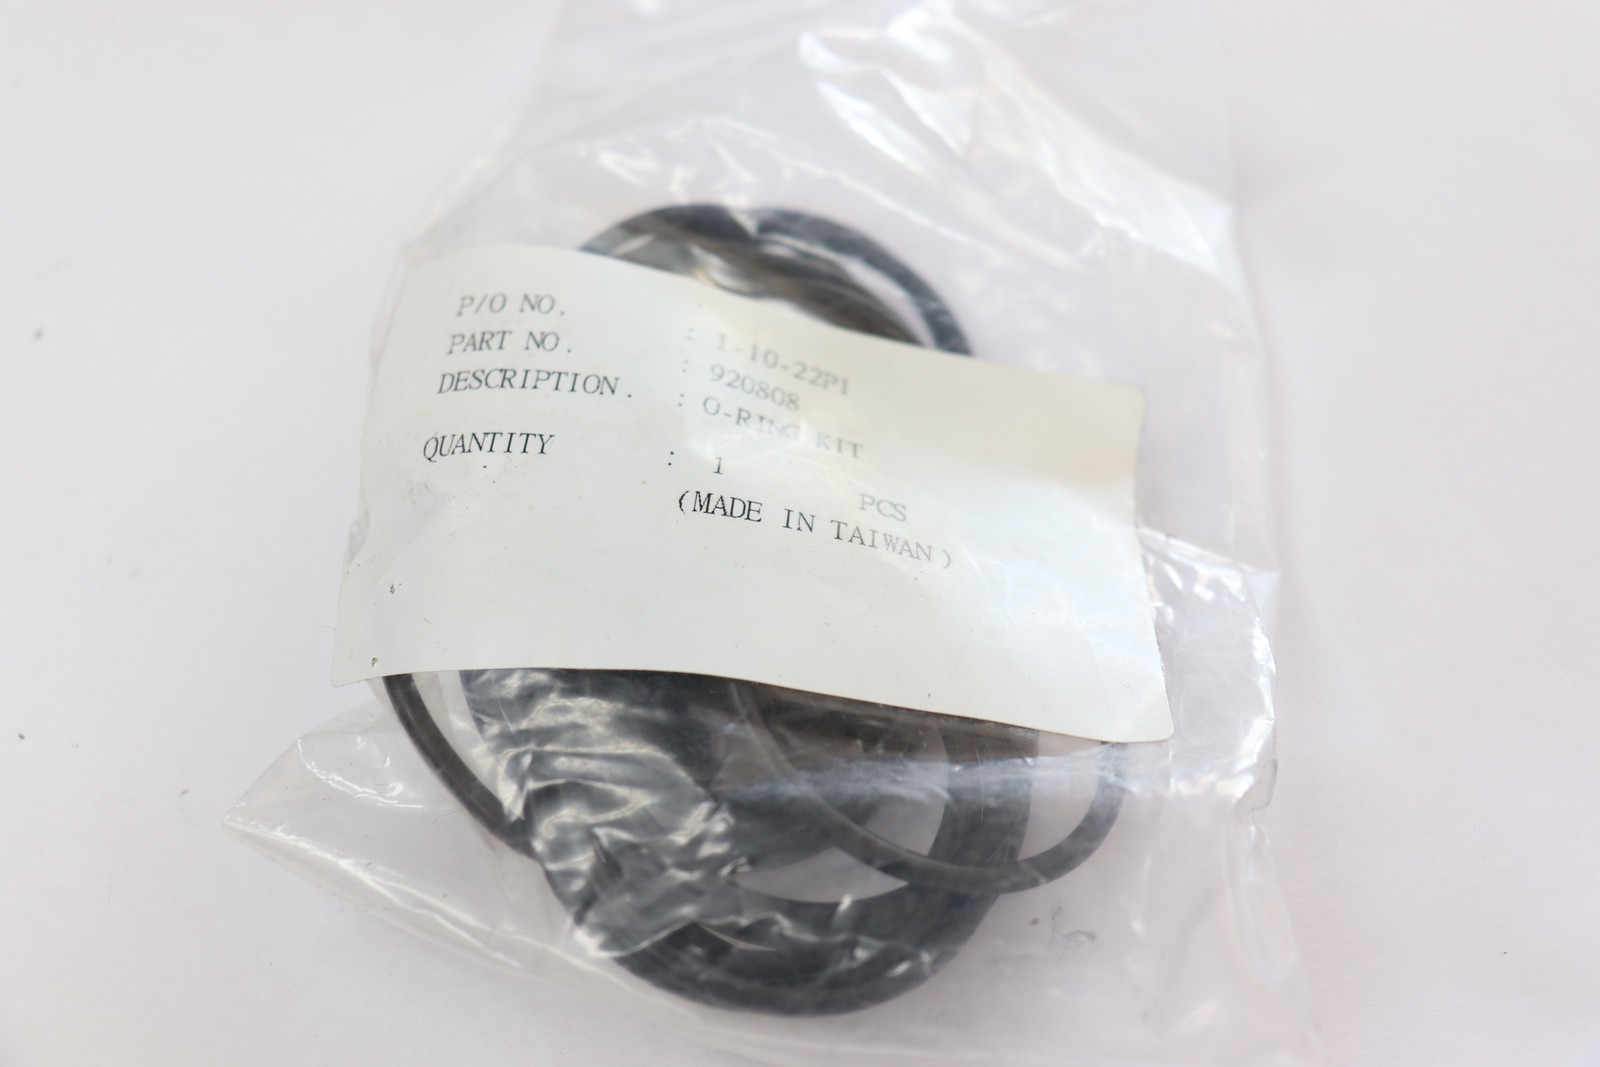 P/O NO. : 1-10-22P1
PART NO. : 920808
DESCRIPTION. : O-RING KIT
QUANTITY : 1 PCS
(MADE IN TAIWAN)